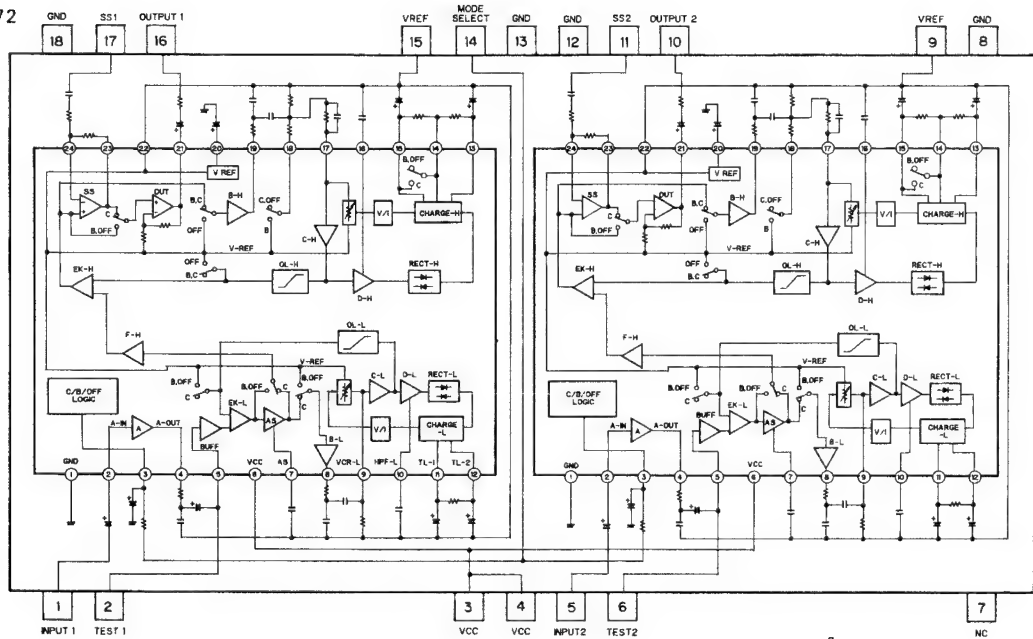 72
GND SS1 OUTPUT 1 VREF MODE SELECT GND GND SS2 OUTPUT 2 VREF GND
18 17 16 15 14 13 12 11 10 9 8
24 23 22 21 20 19 18 17 16 15 14 13
24 23 22 21 20 19 18 17 16 15 14 13
V REF
B.OFF
C
SS
OUT
C
B.OFF
B.C
OFF
B-H
C.OFF
B
V/I
CHARGE-H
C-H
V-REF
OFF
B.C
EK-H
OL-H
D-H
RECT-H
F-H
OL-L
V-REF
C/B/OFF LOGIC
B.OFF
C
B.OFF
C
B.OFF
C
C-L
D-L
RECT-L
A-IN
A
A-OUT
BUFF
EK-L
AS
V/I
CHARGE -L
B-L
GND
VCC
AS
VCR-L
HPF-L
TL-1
TL-2
1 2 3 4 5 6 7 8 9 10 11 12
V REF
B.OFF
C
SS
OUT
C
B.OFF
B.C
OFF
B-H
C.OFF
B
V/I
CHARGE-H
C-H
V-REF
OFF
B.C
EK-H
OL-H
D-H
RECT-H
F-H
OL-L
V-REF
C/B/OFF LOGIC
B.OFF
C
B.OFF
C
B.OFF
C
C-L
D-L
RECT-L
A-IN
A
A-OUT
BUFF
EK-L
AS
V/I
CHARGE -L
B-L
GND
VCC
1 2 3 4 5 6 7 8 9 10 11 12
1 2 3 4 5 6 7
INPUT 1 TEST 1 VCC VCC INPUT2 TEST2 NC